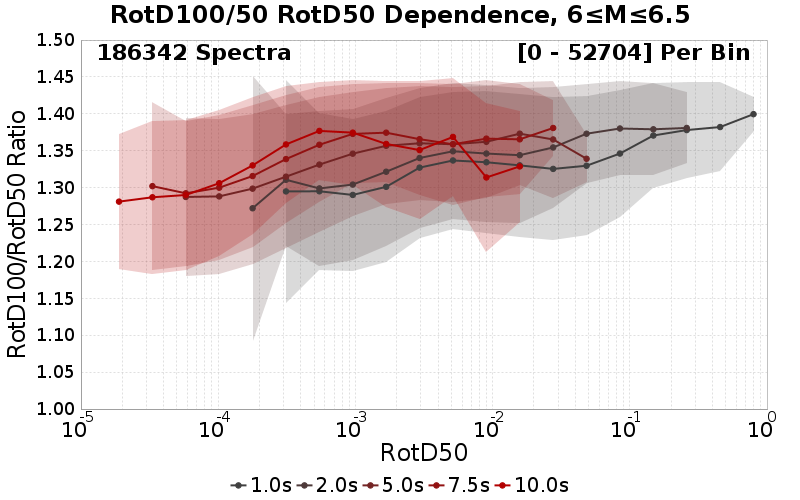 RotD100/50 RotD50 Dependence, 6≤M≤6.5
186342 Spectra
[0 - 52704] Per Bin
RotD100/RotD50 Ratio
1.50
1.45
1.40
1.35
1.30
1.25
1.20
1.15
1.10
1.05
1.00
10^-5 10^-4 10^-3 10^-2 10^-1 10^0
RotD50
1.0s 2.0s 5.0s 7.5s 10.0s